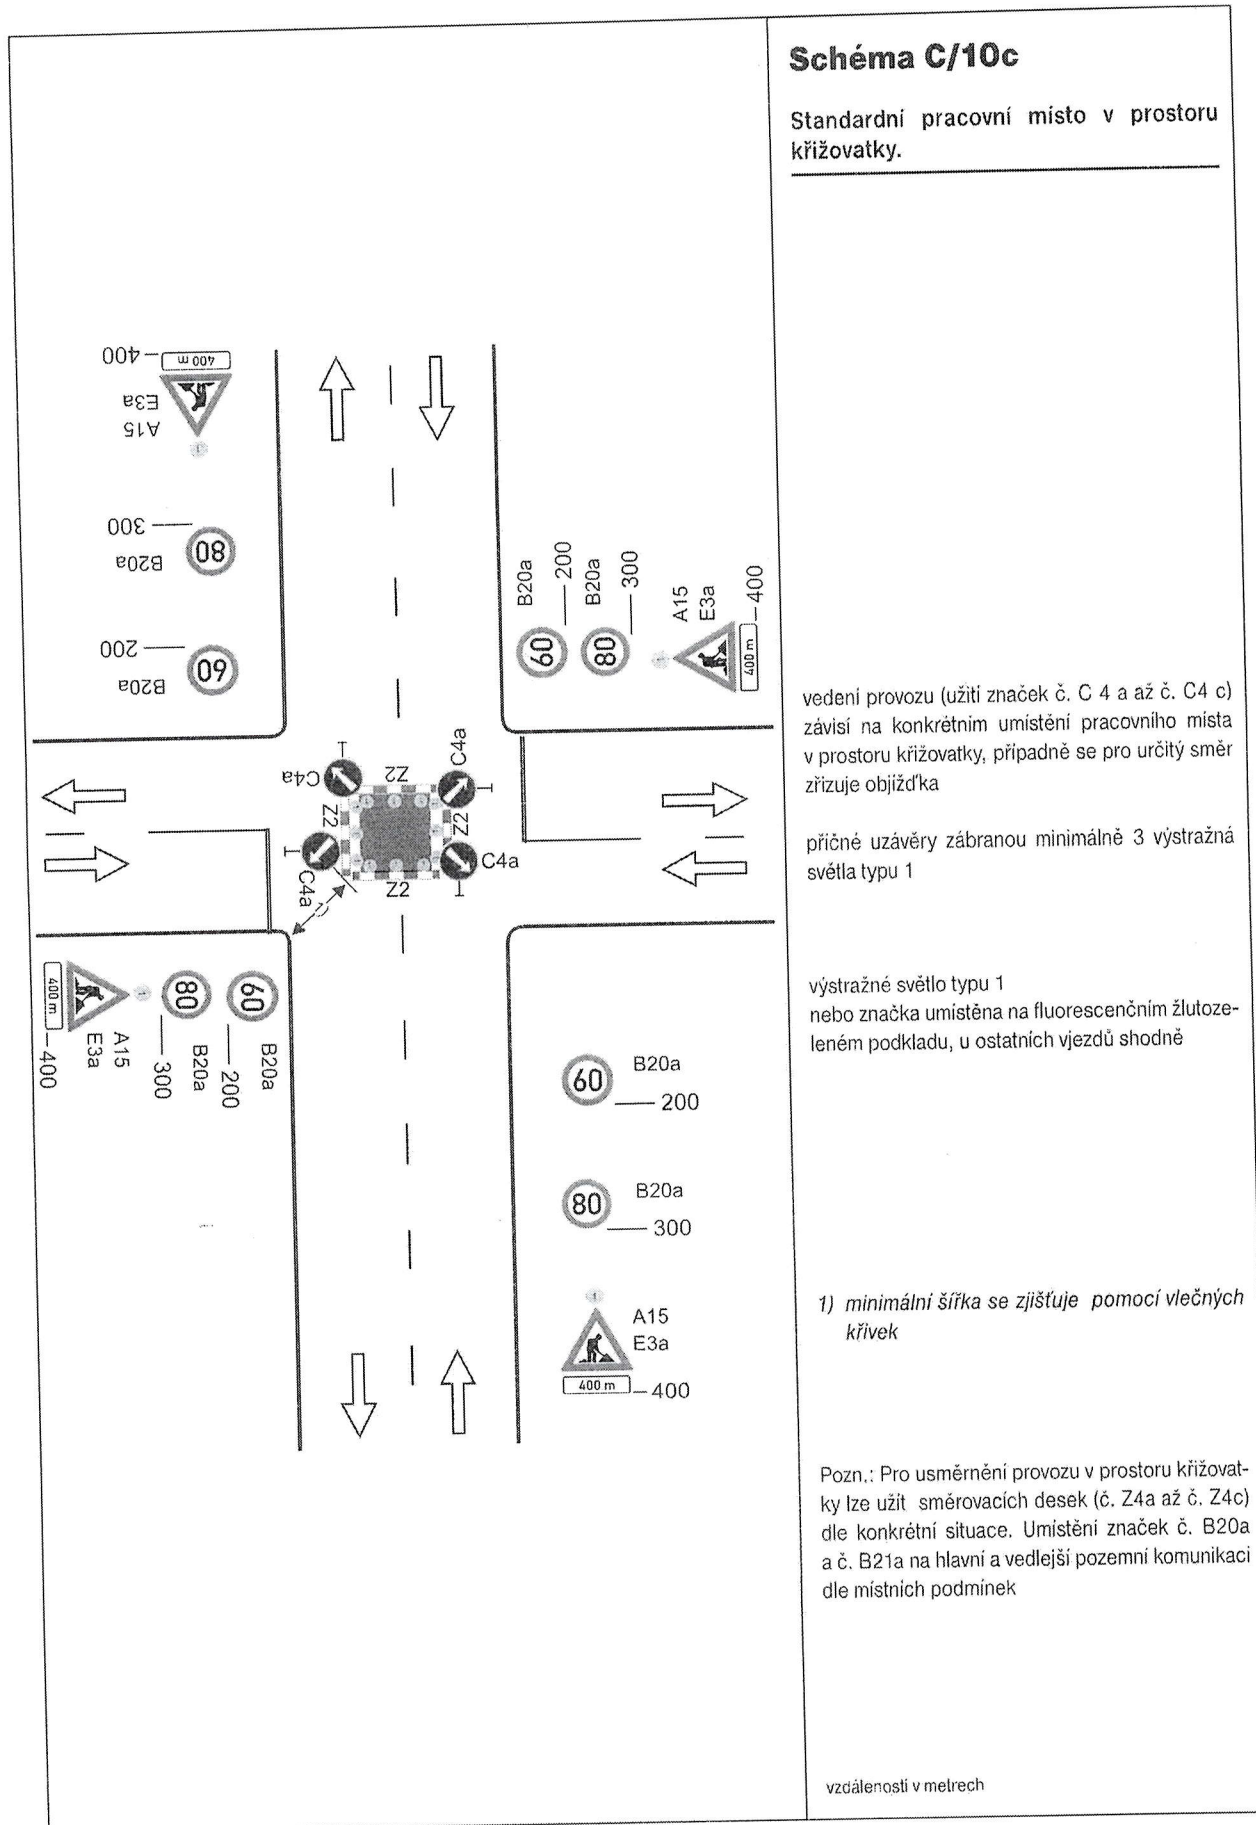 Schéma C/10c
Standardní pracovní místo v prostoru
křižovatky.
400
400 m
E3a
A15
1
300
B20a
80
200
B20a
60
B20a
200
60
B20a
300
80
A15
E3a
1
400 m
400
vedení provozu (užití značek č. C 4 a až č. C4 c)
závisí na konkrétním umístění pracovního místa
v prostoru křižovatky, případně se pro určitý směr
zřizuje objížďka
příčné uzávěry zábranou minimálně 3 výstražná
světla typu 1
C4a
Z2
C4a
Z2
Z2
C4a
Z2
C4a
1)
výstražné světlo typu 1
nebo značka umístěna na fluorescenčním žlutoze-
leném podkladu, u ostatních vjezdů shodně
400 m
400
E3a
A15
1
80
300
B20a
60
200
B20a
60
B20a
200
80
B20a
300
1
A15
E3a
400 m
400
1) minimální šířka se zjišťuje pomocí vlečných
křivek
Pozn.: Pro usměrnění provozu v prostoru křižovat-
ky lze užít směrovacích desek (č. Z4a až č. Z4c)
dle konkrétní situace. Umístění značek č. B20a
a č. B21a na hlavní a vedlejší pozemní komunikaci
dle místních podmínek
vzdálenosti v metrech